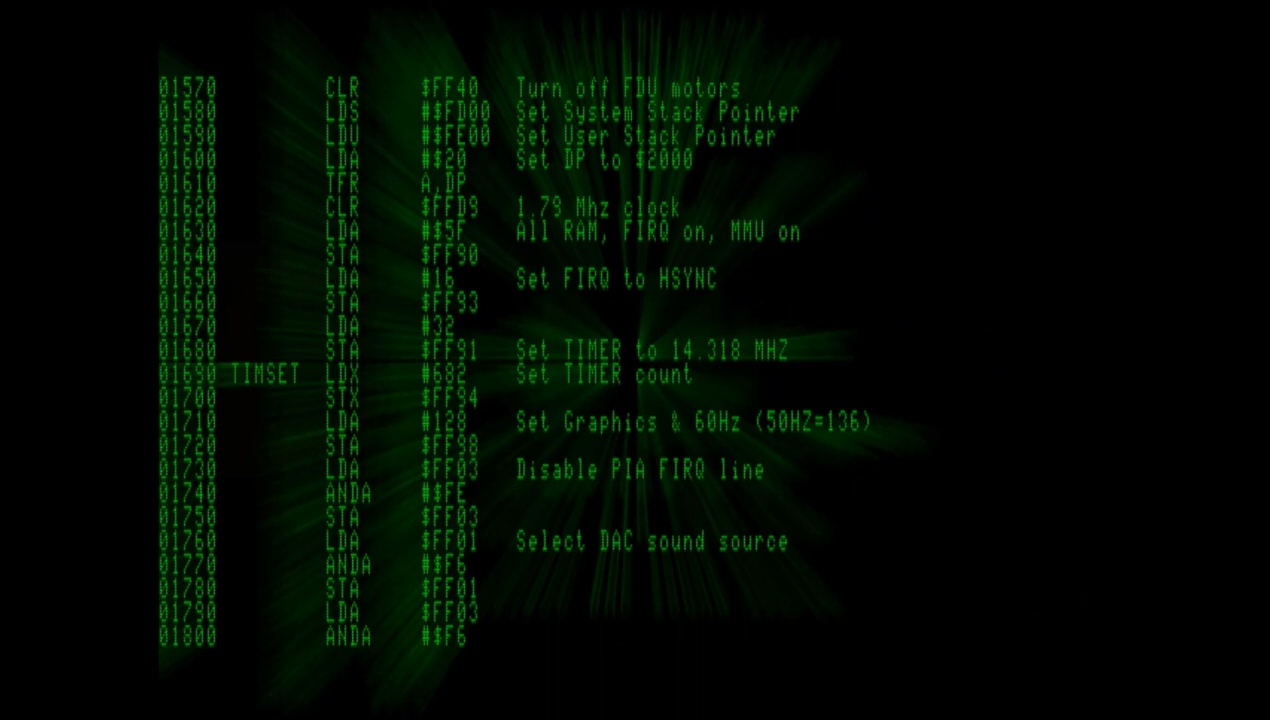 01570 CLR $FF40 Turn off FDU motors
01580 LDS #$FD00 Set System Stack Pointer
01590 LDU #$FE00 Set User Stack Pointer
01600 LDA #$20 Set DP to $2000
01610 TFR A,DP
01620 CLR $FFD9 1.79 Mhz clock
01630 LDA #$5F All RAM, FIRQ on, MMU on
01640 STA $FF90
01650 LDA #16 Set FIRQ to HSYNC
01660 STA $FF93
01670 LDA #32
01680 STA $FF91 Set TIMER to 14.318 MHZ
01690 TIMSET LDX #682 Set TIMER count
01700 STX $FF94
01710 LDA #128 Set Graphics & 60Hz (50HZ=136)
01720 STA $FF98
01730 LDA $FF03 Disable PIA FIRQ line
01740 ANDA #$FE
01750 STA $FF03
01760 LDA $FF01 Select DAC sound source
01770 ANDA #$F6
01780 STA $FF01
01790 LDA $FF03
01800 ANDA #$F6